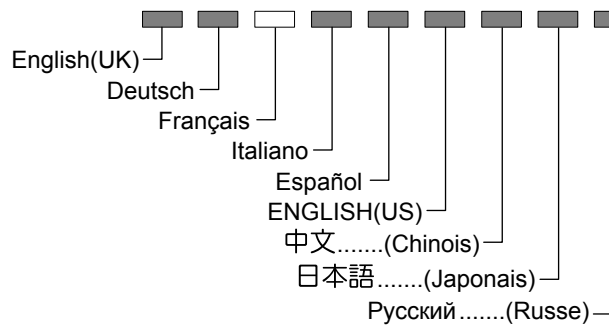 English(UK)
Deutsch
Français
Italiano
Español
ENGLISH(US)
中文.......(Chinois)
日本語.......(Japonais)
Русский.......(Russe)